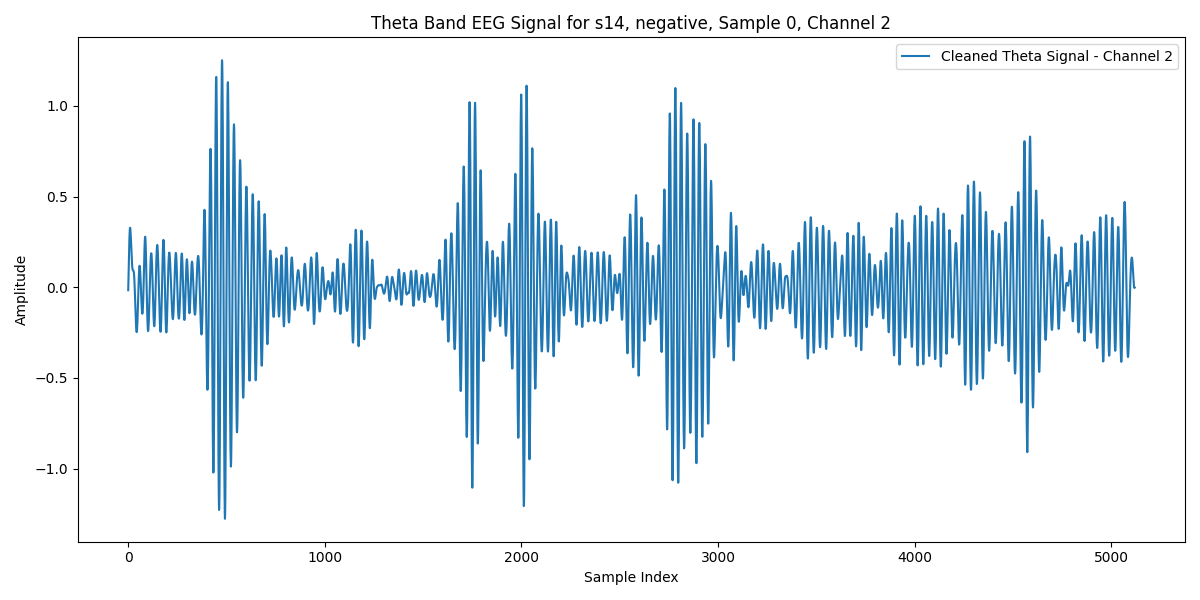 Theta Band EEG Signal for s14, negative, Sample 0, Channel 2
Cleaned Theta Signal - Channel 2
Amplitude
1.0
0.5
0.0
−0.5
−1.0
0 1000 2000 3000 4000 5000
Sample Index